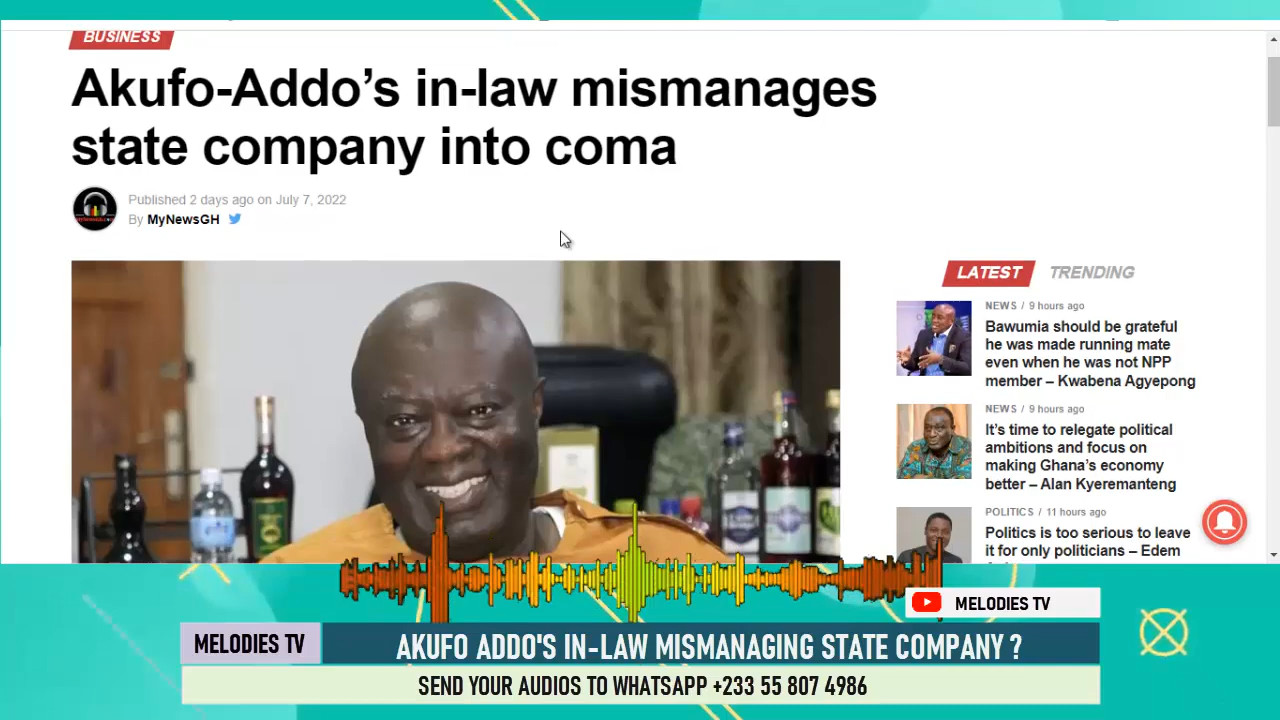 BUSINESS
Akufo-Addo’s in-law mismanages
state company into coma
Published 2 days ago on July 7, 2022
By MyNewsGH
LATEST TRENDING
NEWS / 9 hours ago
Bawumia should be grateful
he was made running mate
even when he was not NPP
member – Kwabena Agyepong
NEWS / 9 hours ago
It’s time to relegate political
ambitions and focus on
making Ghana’s economy
better – Alan Kyeremanteng
POLITICS / 11 hours ago
Politics is too serious to leave
it for only politicians – Edem
MELODIES TV
MELODIES TV
AKUFO ADDO'S IN-LAW MISMANAGING STATE COMPANY ?
SEND YOUR AUDIOS TO WHATSAPP +233 55 807 4986